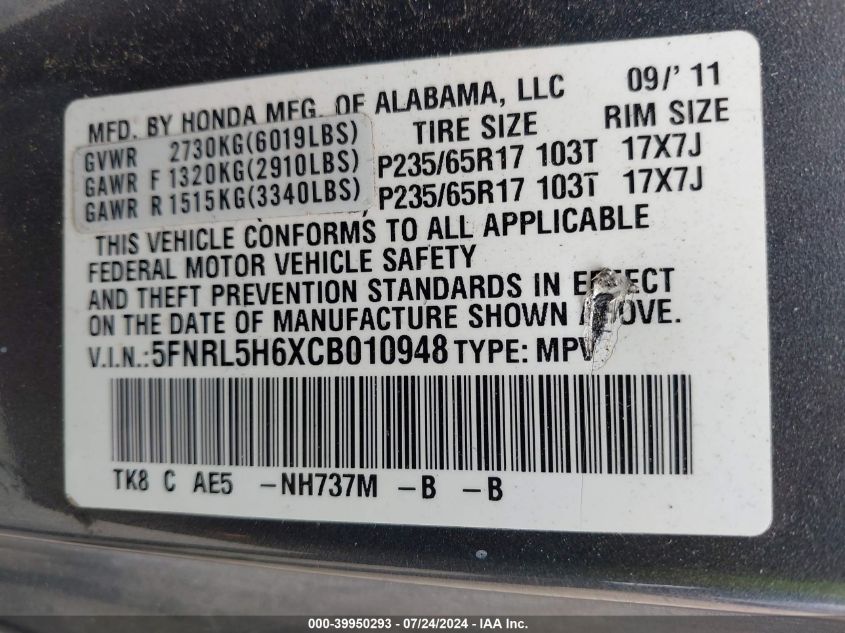 MFD. BY HONDA MFG. OF ALABAMA, LLC 09/'11
GVWR 2730KG(6019LBS) TIRE SIZE RIM SIZE
GAWR F 1320KG(2910LBS) P235/65R17 103T 17X7J
GAWR R 1515KG(3340LBS) P235/65R17 103T 17X7J
THIS VEHICLE CONFORMS TO ALL APPLICABLE
FEDERAL MOTOR VEHICLE SAFETY
AND THEFT PREVENTION STANDARDS IN EFFECT
ON THE DATE OF MANUFACTURE SHOWN ABOVE.
V.I.N.:5FNRL5H6XCB010948 TYPE: MPV
TK8 C AE5 -NH737M -B -B
000-39950293 - 07/24/2024 - IAA Inc.